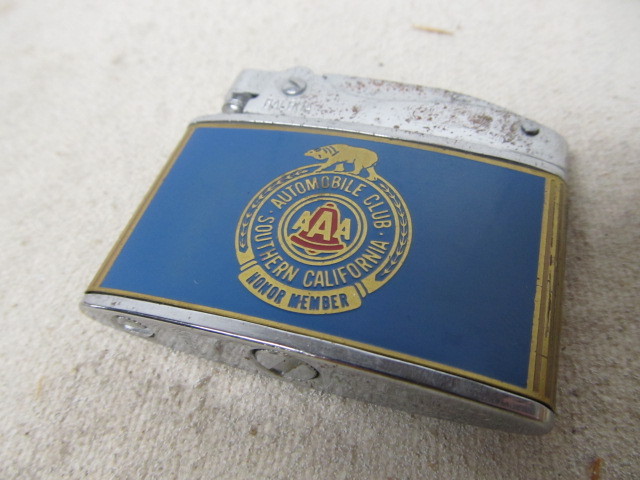 AUTOMOBILE CLUB
AAA
SOUTHERN CALIFORNIA
HONOR MEMBER